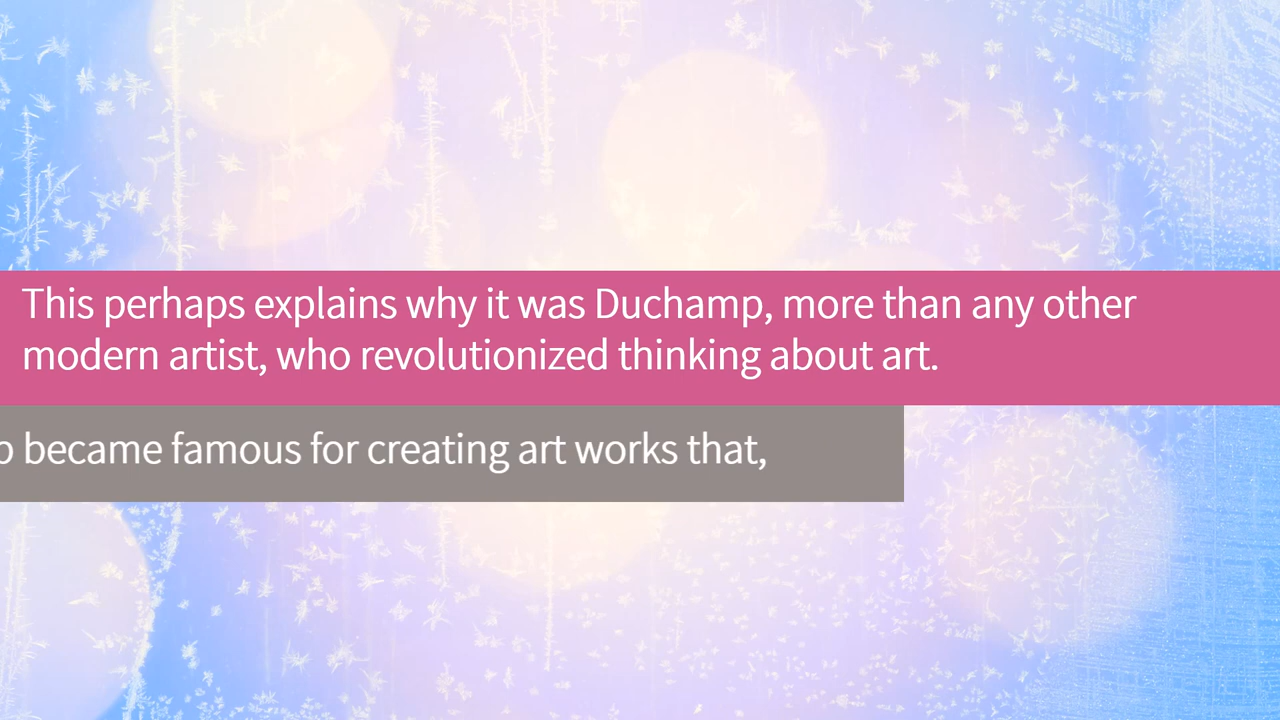 This perhaps explains why it was Duchamp, more than any other
modern artist, who revolutionized thinking about art.
became famous for creating art works that,